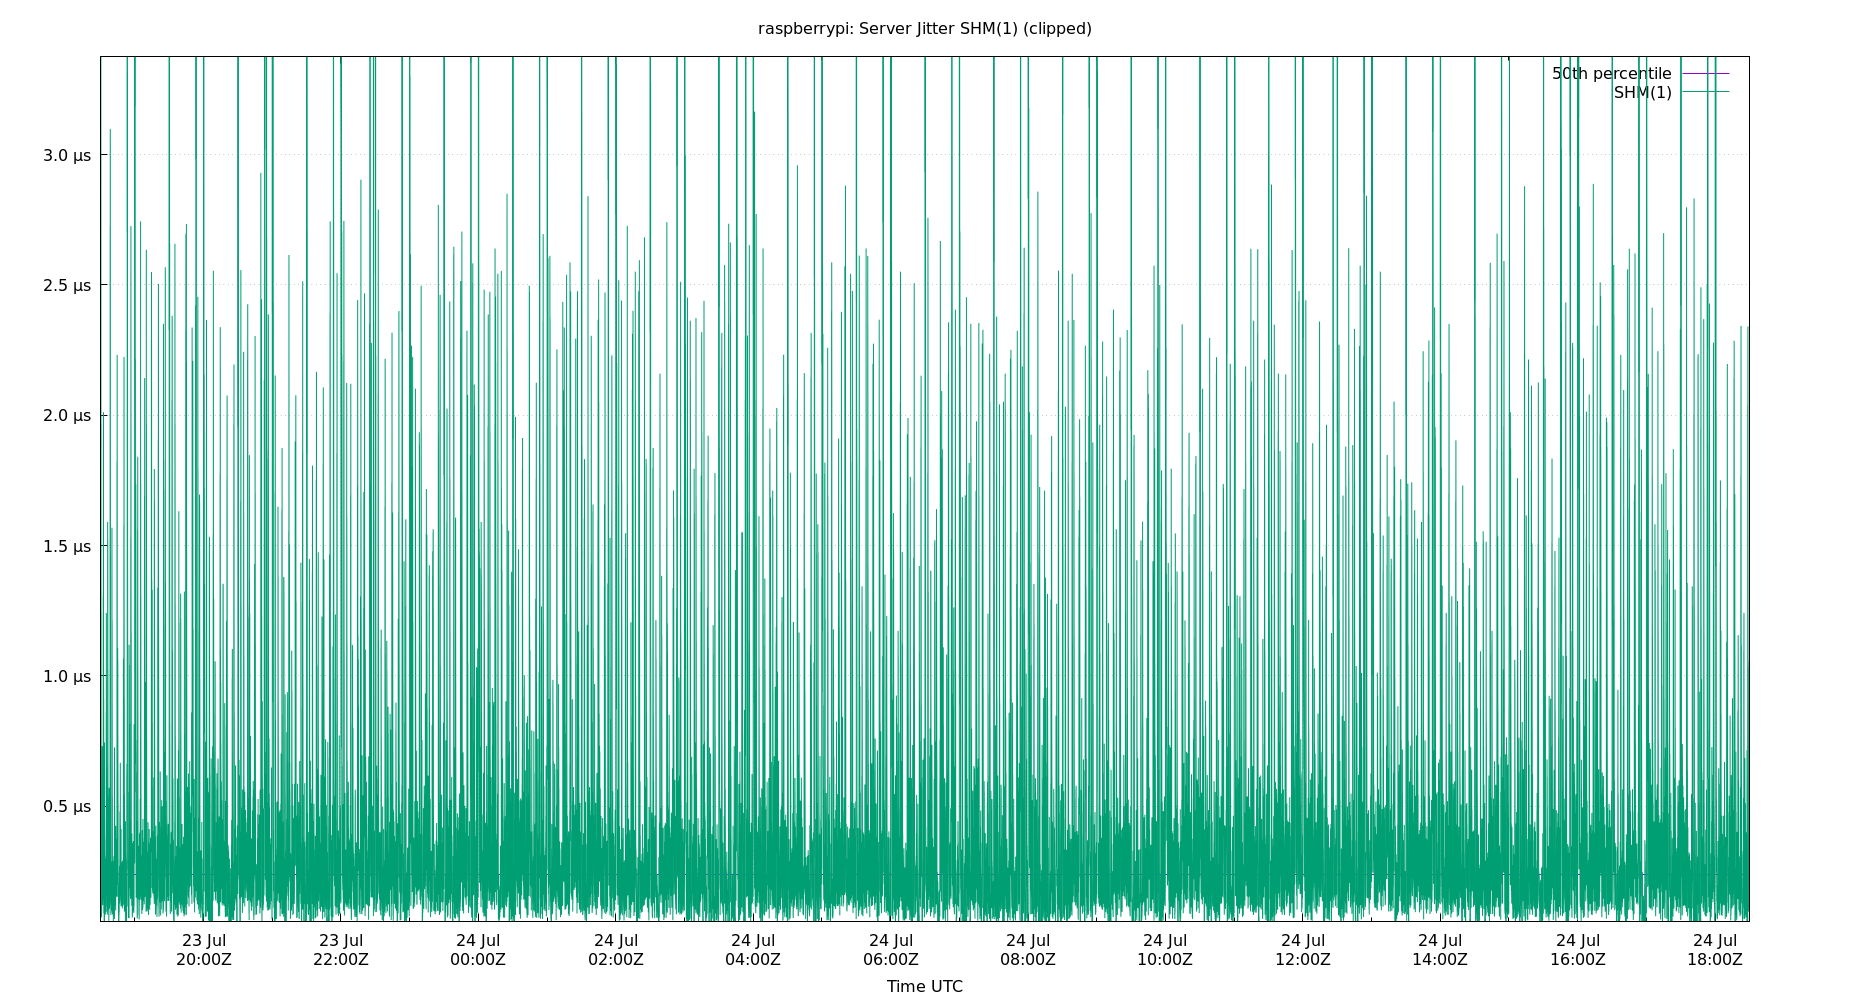 raspberrypi: Server Jitter SHM(1) (clipped)
50th percentile
SHM(1)
3.0 µs
2.5 µs
2.0 µs
1.5 µs
1.0 µs
0.5 µs
23 Jul 23 Jul 24 Jul 24 Jul 24 Jul 24 Jul 24 Jul 24 Jul 24 Jul 24 Jul 24 Jul 24 Jul
20:00Z 22:00Z 00:00Z 02:00Z 04:00Z 06:00Z 08:00Z 10:00Z 12:00Z 14:00Z 16:00Z 18:00Z
Time UTC